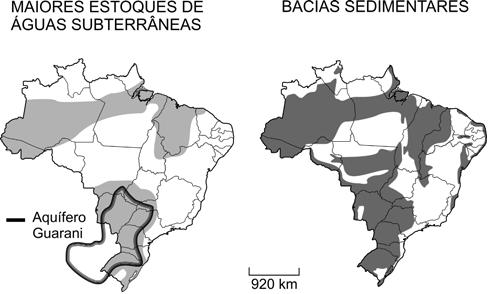 MAIORES ESTOQUES DE
ÁGUAS SUBTERRÂNEAS
BACIAS SEDIMENTARES
Aquífero
Guarani
920 km